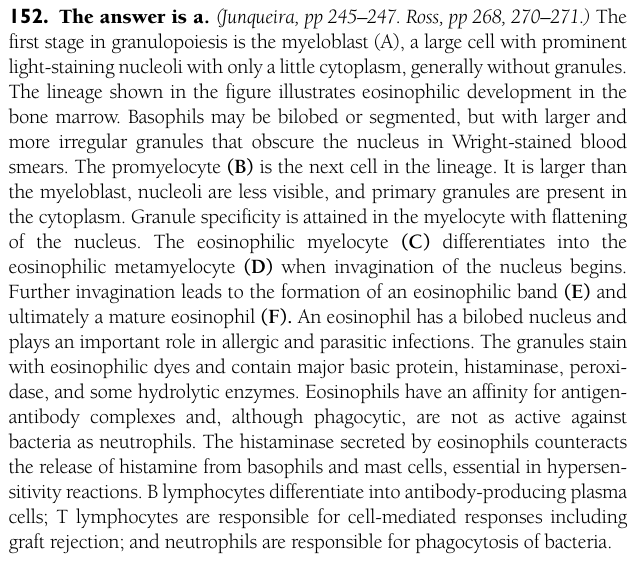 152. The answer is a. (Junqueira, pp 245–247. Ross, pp 268, 270–271.) The
first stage in granulopoiesis is the myeloblast (A), a large cell with prominent
light-staining nucleoli with only a little cytoplasm, generally without granules.
The lineage shown in the figure illustrates eosinophilic development in the
bone marrow. Basophils may be bilobed or segmented, but with larger and
more irregular granules that obscure the nucleus in Wright-stained blood
smears. The promyelocyte (B) is the next cell in the lineage. It is larger than
the myeloblast, nucleoli are less visible, and primary granules are present in
the cytoplasm. Granule specificity is attained in the myelocyte with flattening
of the nucleus. The eosinophilic myelocyte (C) differentiates into the
eosinophilic metamyelocyte (D) when invagination of the nucleus begins.
Further invagination leads to the formation of an eosinophilic band (E) and
ultimately a mature eosinophil (F). An eosinophil has a bilobed nucleus and
plays an important role in allergic and parasitic infections. The granules stain
with eosinophilic dyes and contain major basic protein, histaminase, peroxi-
dase, and some hydrolytic enzymes. Eosinophils have an affinity for antigen-
antibody complexes and, although phagocytic, are not as active against
bacteria as neutrophils. The histaminase secreted by eosinophils counteracts
the release of histamine from basophils and mast cells, essential in hypersen-
sitivity reactions. B lymphocytes differentiate into antibody-producing plasma
cells; T lymphocytes are responsible for cell-mediated responses including
graft rejection; and neutrophils are responsible for phagocytosis of bacteria.